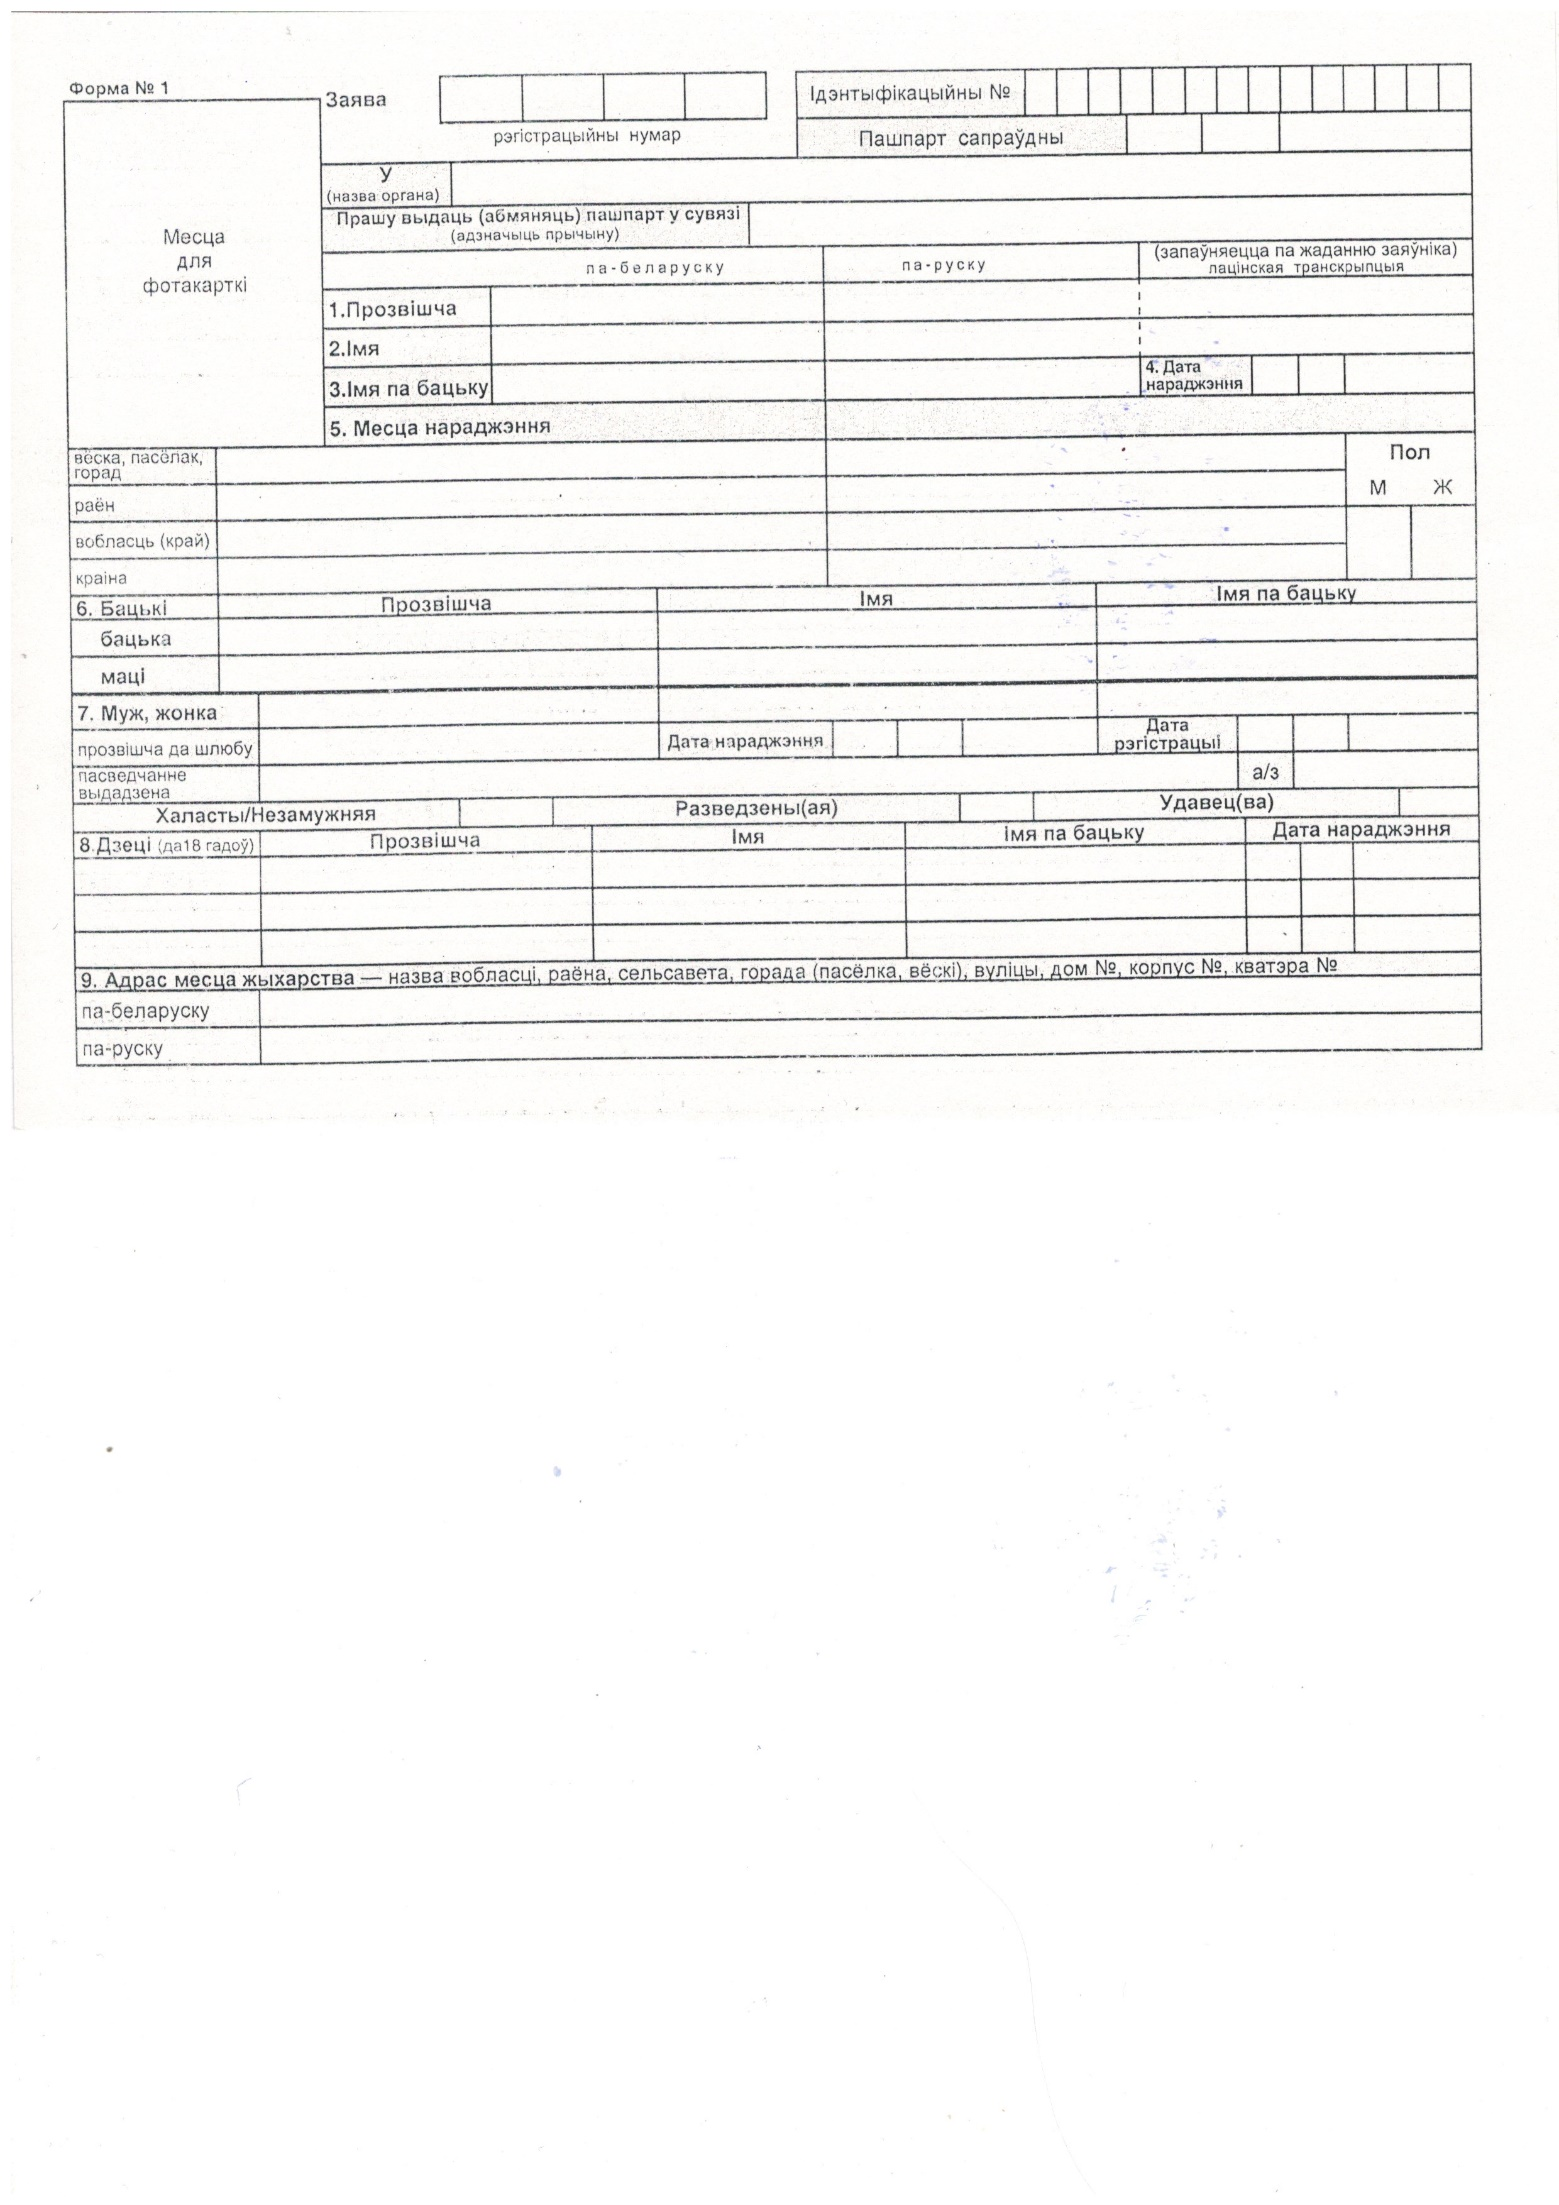 Форма № 1
Заява
рэгістрацыйны нумар
Ідэнтыфікацыйны №
Пашпарт сапраўдны
Месца
для
фотакарткі
У
(назва органа)
Прашу выдаць (абмяняць) пашпарт у сувязі
(адзначыць прычыну)
па-беларуску
па-руску
(запаўняецца па жаданню заяўніка)
лацінская транскрыпцыя
1.Прозвішча
2.Імя
3.Імя па бацьку
4. Дата
нараджэння
5. Месца нараджэння
вёска, пасёлак,
горад
Пол
М Ж
раён
вобласць (край)
краіна
6. Бацькі Прозвішча Імя Імя па бацьку
бацька
маці
7. Муж, жонка
прозвішча да шлюбу
Дата нараджэння
Дата
рэгістрацыі
пасведчанне
выдадзена
а/з
Халасты/Незамужняя Разведзены(ая) Удавец(ва)
8.Дзеці (да18 гадоў) Прозвішча Імя імя па бацьку Дата нараджэння
9. Адрас месца жыхарства — назва вобласці, раёна, сельсавета, горада (пасёлка, вёскі), вуліцы, дом №, корпус №, кватэра №
па-беларуску
па-руску